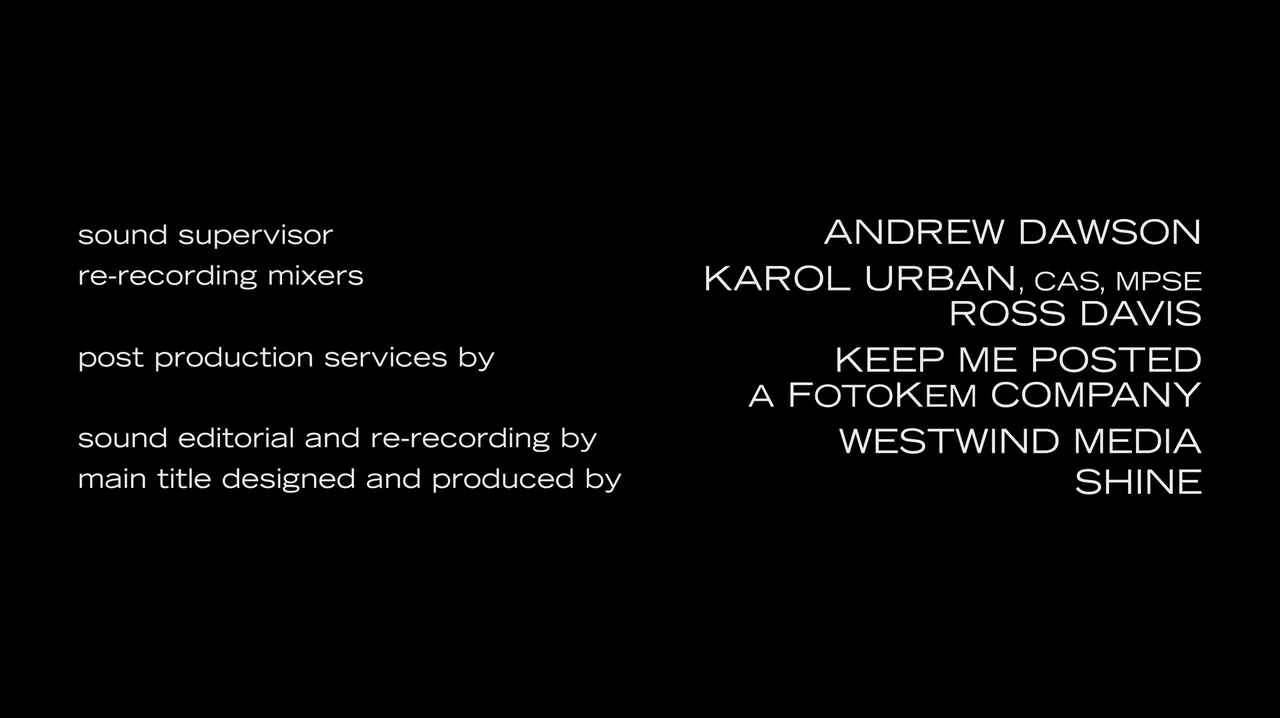 sound supervisor ANDREW DAWSON
re-recording mixers KAROL URBAN, CAS, MPSE
ROSS DAVIS
post production services by KEEP ME POSTED
A FOTOKEM COMPANY
sound editorial and re-recording by WESTWIND MEDIA
main title designed and produced by SHINE